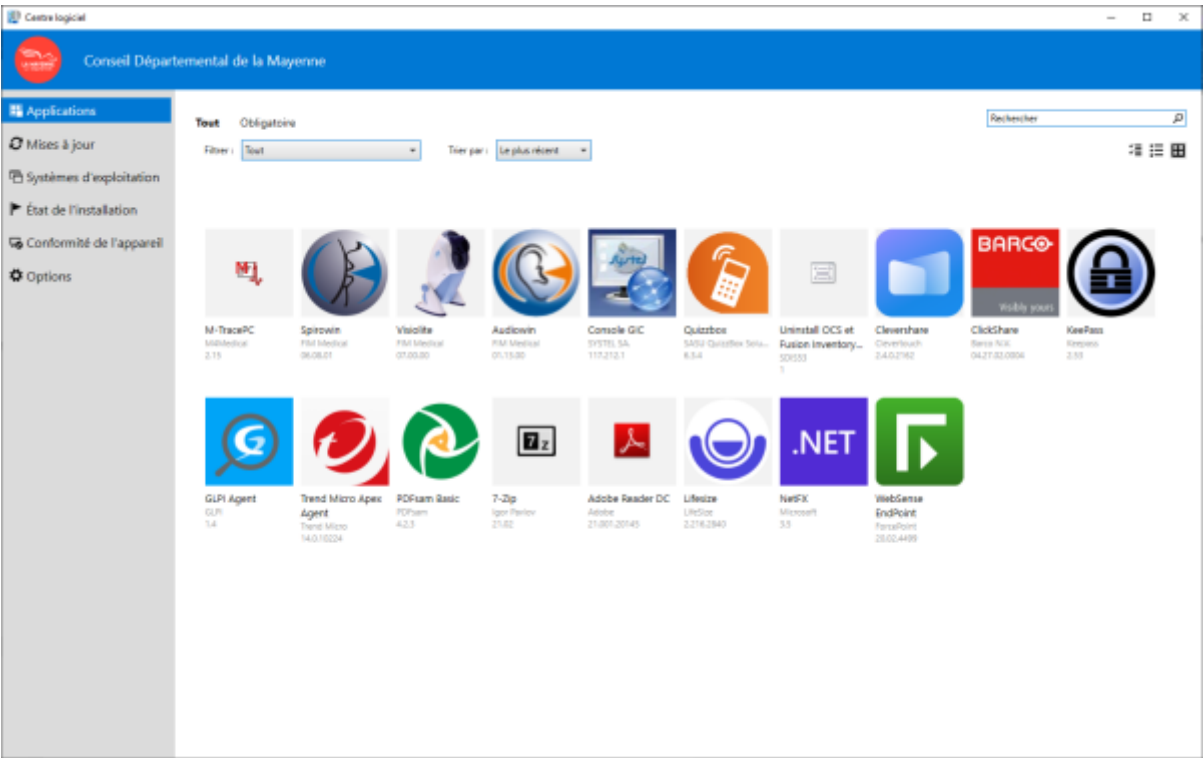 Centre logiciel
Conseil Départemental de la Mayenne
Applications
Mises à jour
Systèmes d'exploitation
État de l'installation
Conformité de l'appareil
Options
Tout Obligatoire
Rechercher
Filtrer : Tout Trier par : Le plus récent
BARCO
Visibly yours
Systel
M-TracePC
2.15
Spirowin
FIM Medical
06.08.01
Visiolite
FIM Medical
07.00.00
Audiowin
FIM Medical
01.15.00
Console GIC
SYSTEL SA
117.212.1
Quizzbox
SASU Quizzbox Solu...
6.5.4
Uninstall OCS et
Fusion Inventory...
SDIS53
1
Clevershare
Clevertouch
2.4.0.2162
ClickShare
Barco N.V.
04.27.02.0004
KeePass
Keepass
2.53
G
7z
.NET
GLPI Agent
GLPI
1.4
Trend Micro Apex
Agent
Trend Micro
14.0.10224
PDFsam Basic
PDFsam
4.2.3
7-Zip
Igor Pavlov
21.02
Adobe Reader DC
Adobe
21.001.20145
Lifesize
LifeSize
2.216.2840
NetFX
Microsoft
3.5
WebSense
EndPoint
ForcePoint
20.02.4499